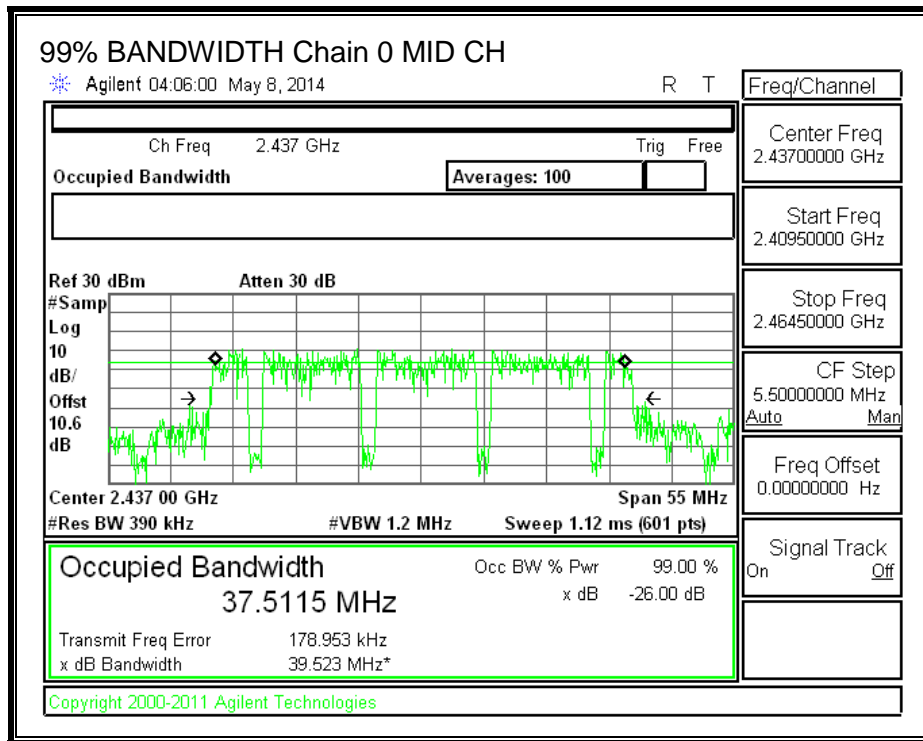 99% BANDWIDTH Chain 0 MID CH
Agilent 04:06:00 May 8, 2014 R T
Freq/Channel
Ch Freq 2.437 GHz Trig Free
Occupied Bandwidth Averages: 100
Center Freq
2.43700000 GHz
Start Freq
2.40950000 GHz
Stop Freq
2.46450000 GHz
CF Step
5.50000000 MHz
Auto Man
Freq Offset
0.00000000 Hz
Signal Track
On Off
Ref 30 dBm Atten 30 dB
#Samp
Log
10
dB/
Offst
10.6
dB
Center 2.437 00 GHz Span 55 MHz
#Res BW 390 kHz #VBW 1.2 MHz Sweep 1.12 ms (601 pts)
Occupied Bandwidth Occ BW % Pwr 99.00 %
37.5115 MHz x dB -26.00 dB
Transmit Freq Error 178.953 kHz
x dB Bandwidth 39.523 MHz*
Copyright 2000-2011 Agilent Technologies